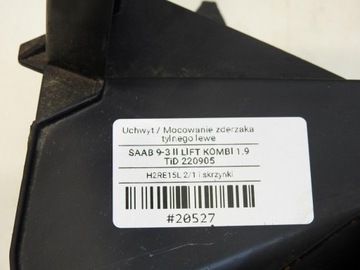 Uchwyt / Mocowanie zderzaka
tylnego lewe
SAAB 9-3 II LIFT KOMBI 1.9
TiD 220905
H2RE15L 2/1 i skrzynki
#20527